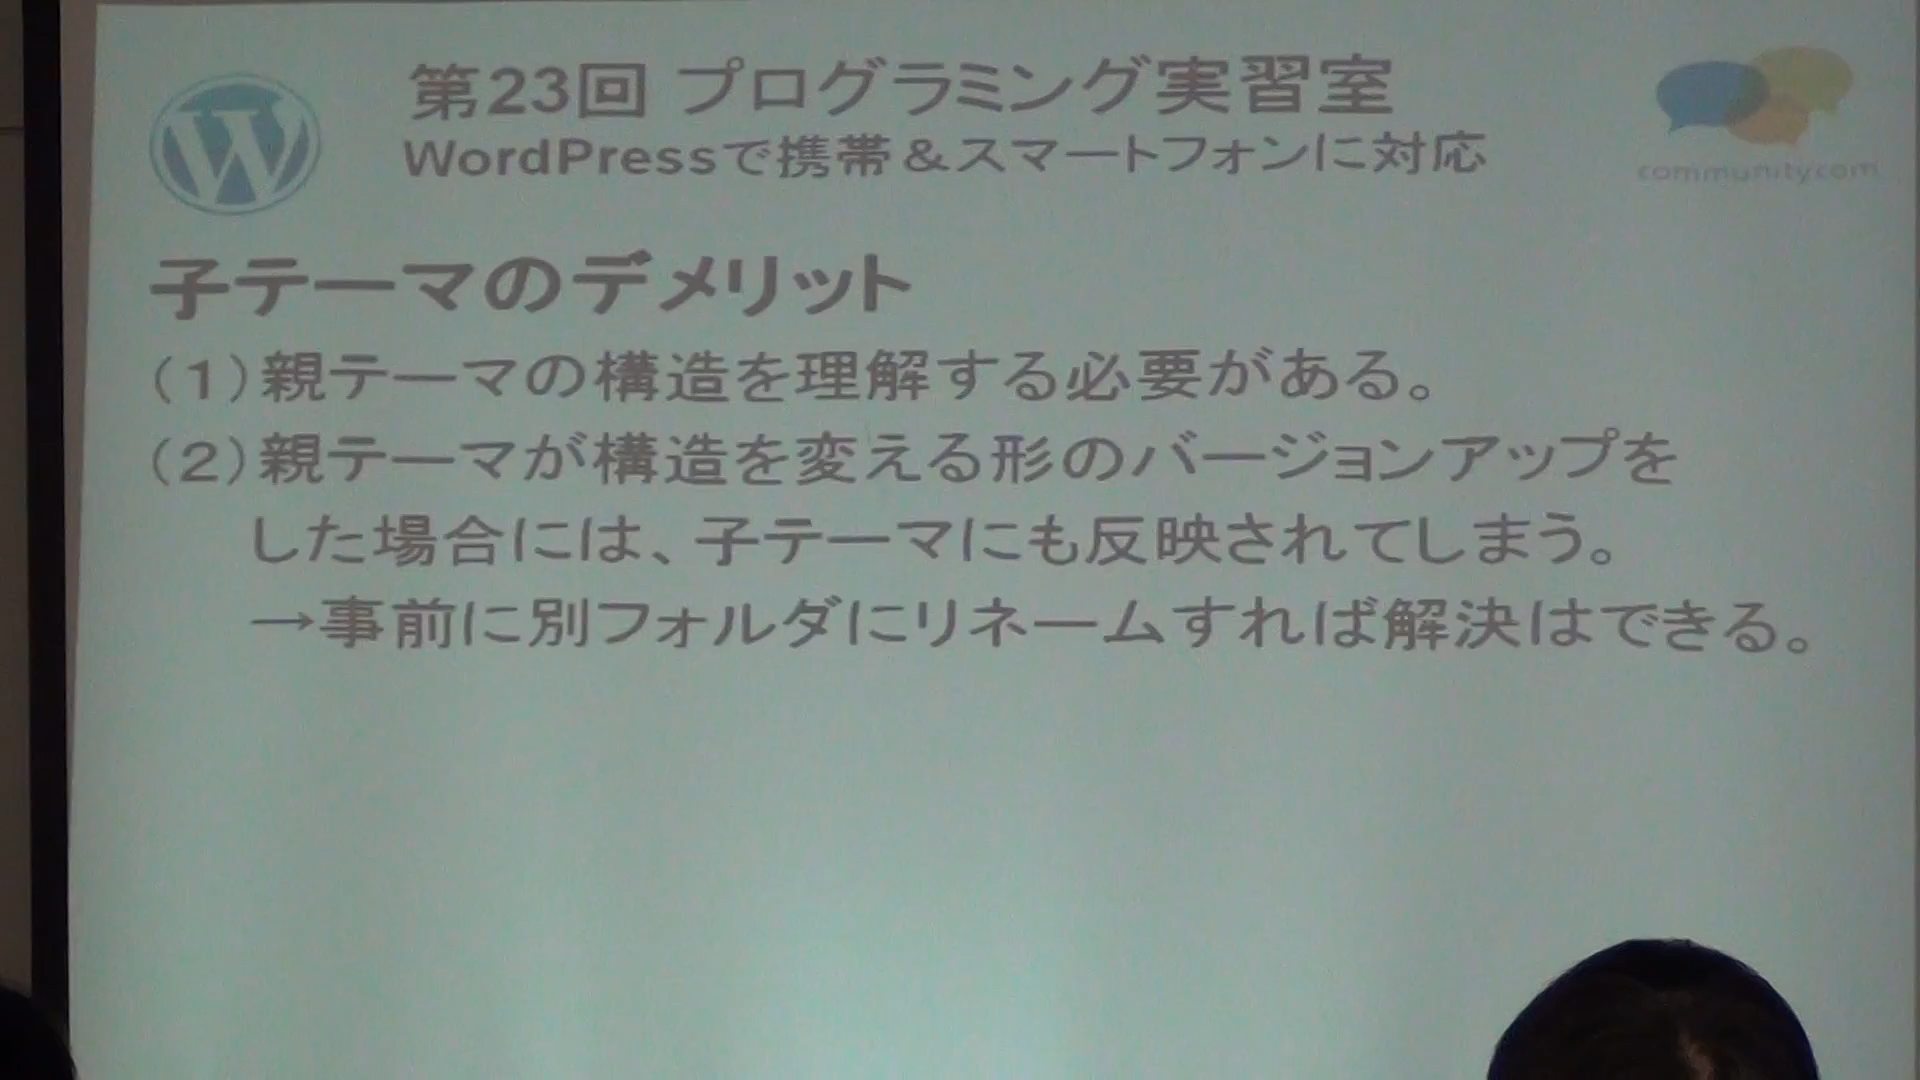 第23回 プログラミング実習室
WordPressで携帯＆スマートフォンに対応
communitycom
子テーマのデメリット
（1）親テーマの構造を理解する必要がある。
（2）親テーマが構造を変える形のバージョンアップを
した場合には、子テーマにも反映されてしまう。
→事前に別フォルダにリネームすれば解決はできる。